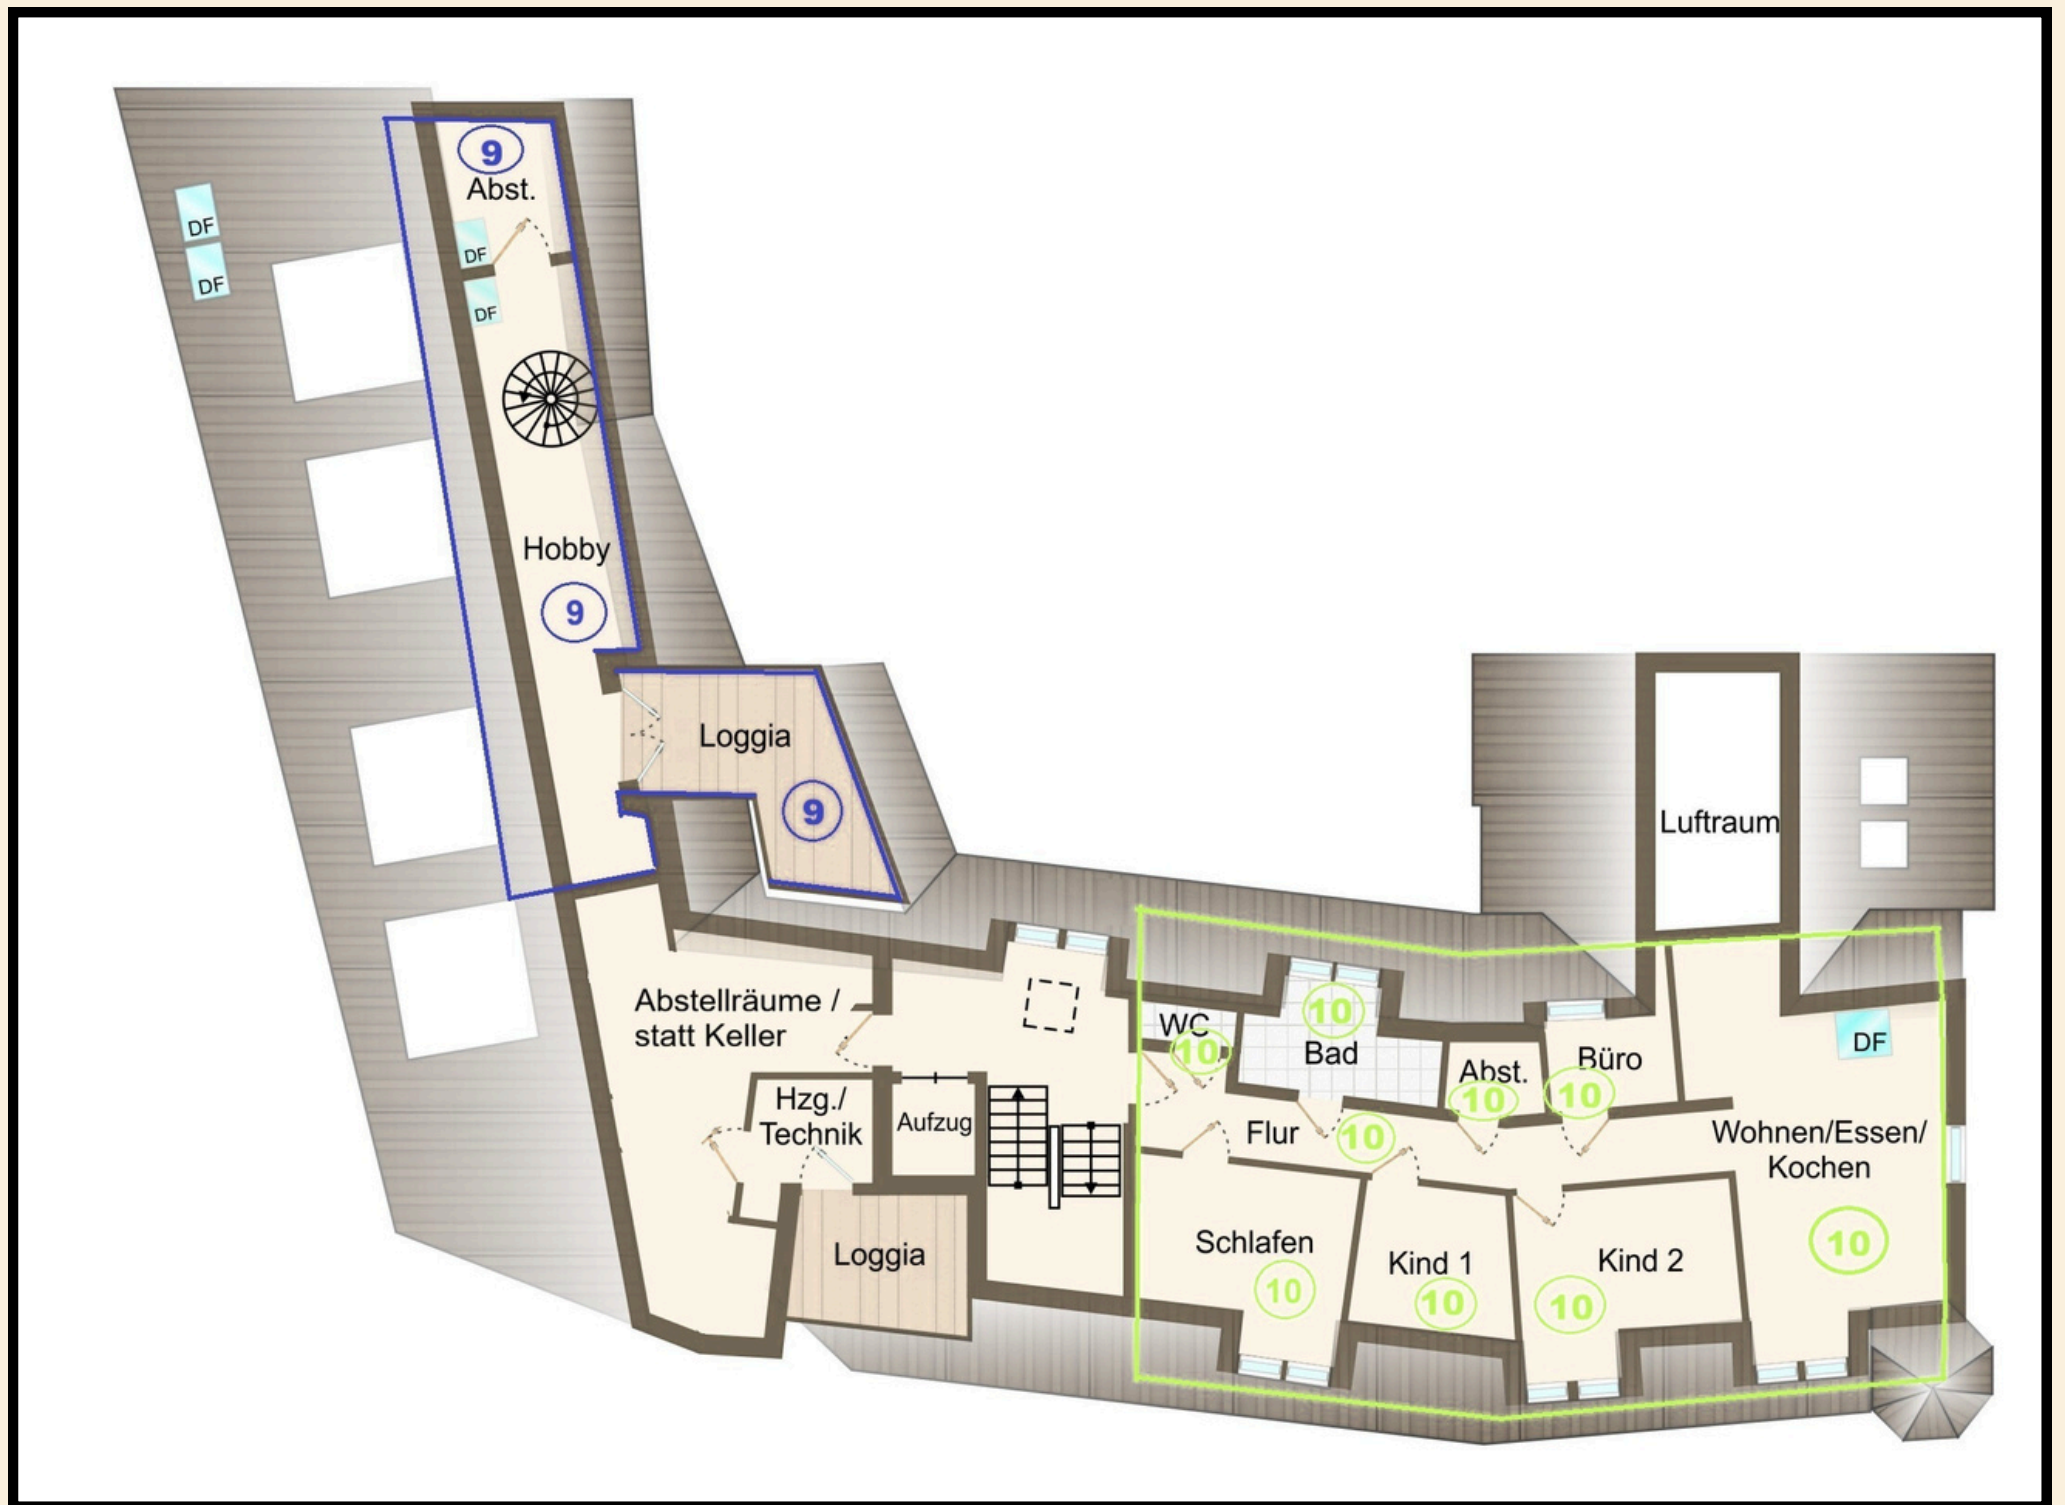 9
Abst.
DF
DF
DF
DF
Hobby
9
Loggia
9
Luftraum
Abstellräume /
statt Keller
Hzg./
Technik
Aufzug
Loggia
WC
10
10
Bad
Abst.
10
Büro
10
DF
Flur
10
Wohnen/Essen/
Kochen
10
Schlafen
10
Kind 1
10
Kind 2
10